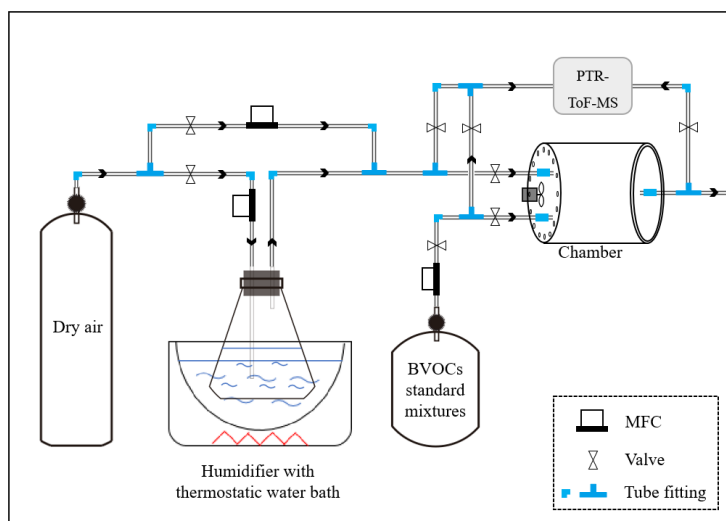 PTR-
ToF-MS
Chamber
Dry air
BVOCs
standard
mixtures
Humidifier with
thermostatic water bath
MFC
Valve
Tube fitting